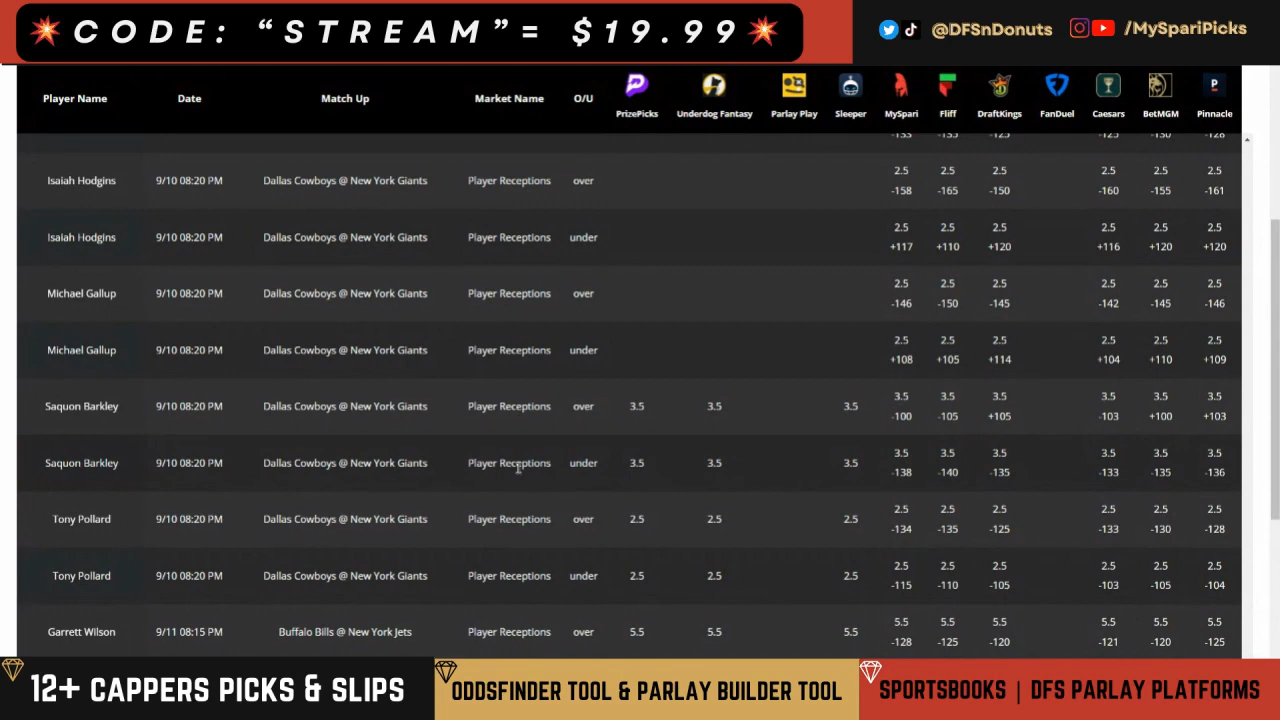 CODE: “STREAM”= $19.99
@DFSnDonuts
/MySpariPicks
Player Name Date Match Up Market Name O/U PrizePicks Underdog Fantasy Parlay Play Sleeper MySpari Fliff DraftKings FanDuel Caesars BetMGM Pinnacle
-133 -135 -125 -125 -130 -128
2.5 2.5 2.5 2.5 2.5 2.5
Isaiah Hodgins 9/10 08:20 PM Dallas Cowboys @ New York Giants Player Receptions over
-158 -165 -150 -160 -155 -161
2.5 2.5 2.5 2.5 2.5 2.5
Isaiah Hodgins 9/10 08:20 PM Dallas Cowboys @ New York Giants Player Receptions under
+117 +110 +120 +116 +120 +120
2.5 2.5 2.5 2.5 2.5 2.5
Michael Gallup 9/10 08:20 PM Dallas Cowboys @ New York Giants Player Receptions over
-146 -150 -145 -142 -145 -146
2.5 2.5 2.5 2.5 2.5 2.5
Michael Gallup 9/10 08:20 PM Dallas Cowboys @ New York Giants Player Receptions under
+108 +105 +114 +104 +110 +109
3.5 3.5 3.5 3.5 3.5 3.5
Saquon Barkley 9/10 08:20 PM Dallas Cowboys @ New York Giants Player Receptions over 3.5 3.5 3.5
-100 -105 +105 -103 +100 +103
3.5 3.5 3.5 3.5 3.5 3.5
Saquon Barkley 9/10 08:20 PM Dallas Cowboys @ New York Giants Player Receptions under 3.5 3.5 3.5
-138 -140 -135 -133 -135 -136
2.5 2.5 2.5 2.5 2.5 2.5
Tony Pollard 9/10 08:20 PM Dallas Cowboys @ New York Giants Player Receptions over 2.5 2.5 2.5
-134 -135 -125 -133 -130 -128
2.5 2.5 2.5 2.5 2.5 2.5
Tony Pollard 9/10 08:20 PM Dallas Cowboys @ New York Giants Player Receptions under 2.5 2.5 2.5
-115 -110 -105 -103 -105 -104
5.5 5.5 5.5 5.5 5.5 5.5
Garrett Wilson 9/11 08:15 PM Buffalo Bills @ New York Jets Player Receptions over 5.5 5.5 5.5
-128 -125 -120 -121 -120 -125
12+ CAPPERS PICKS & SLIPS
ODDSFINDER TOOL & PARLAY BUILDER TOOL
SPORTSBOOKS | DFS PARLAY PLATFORMS